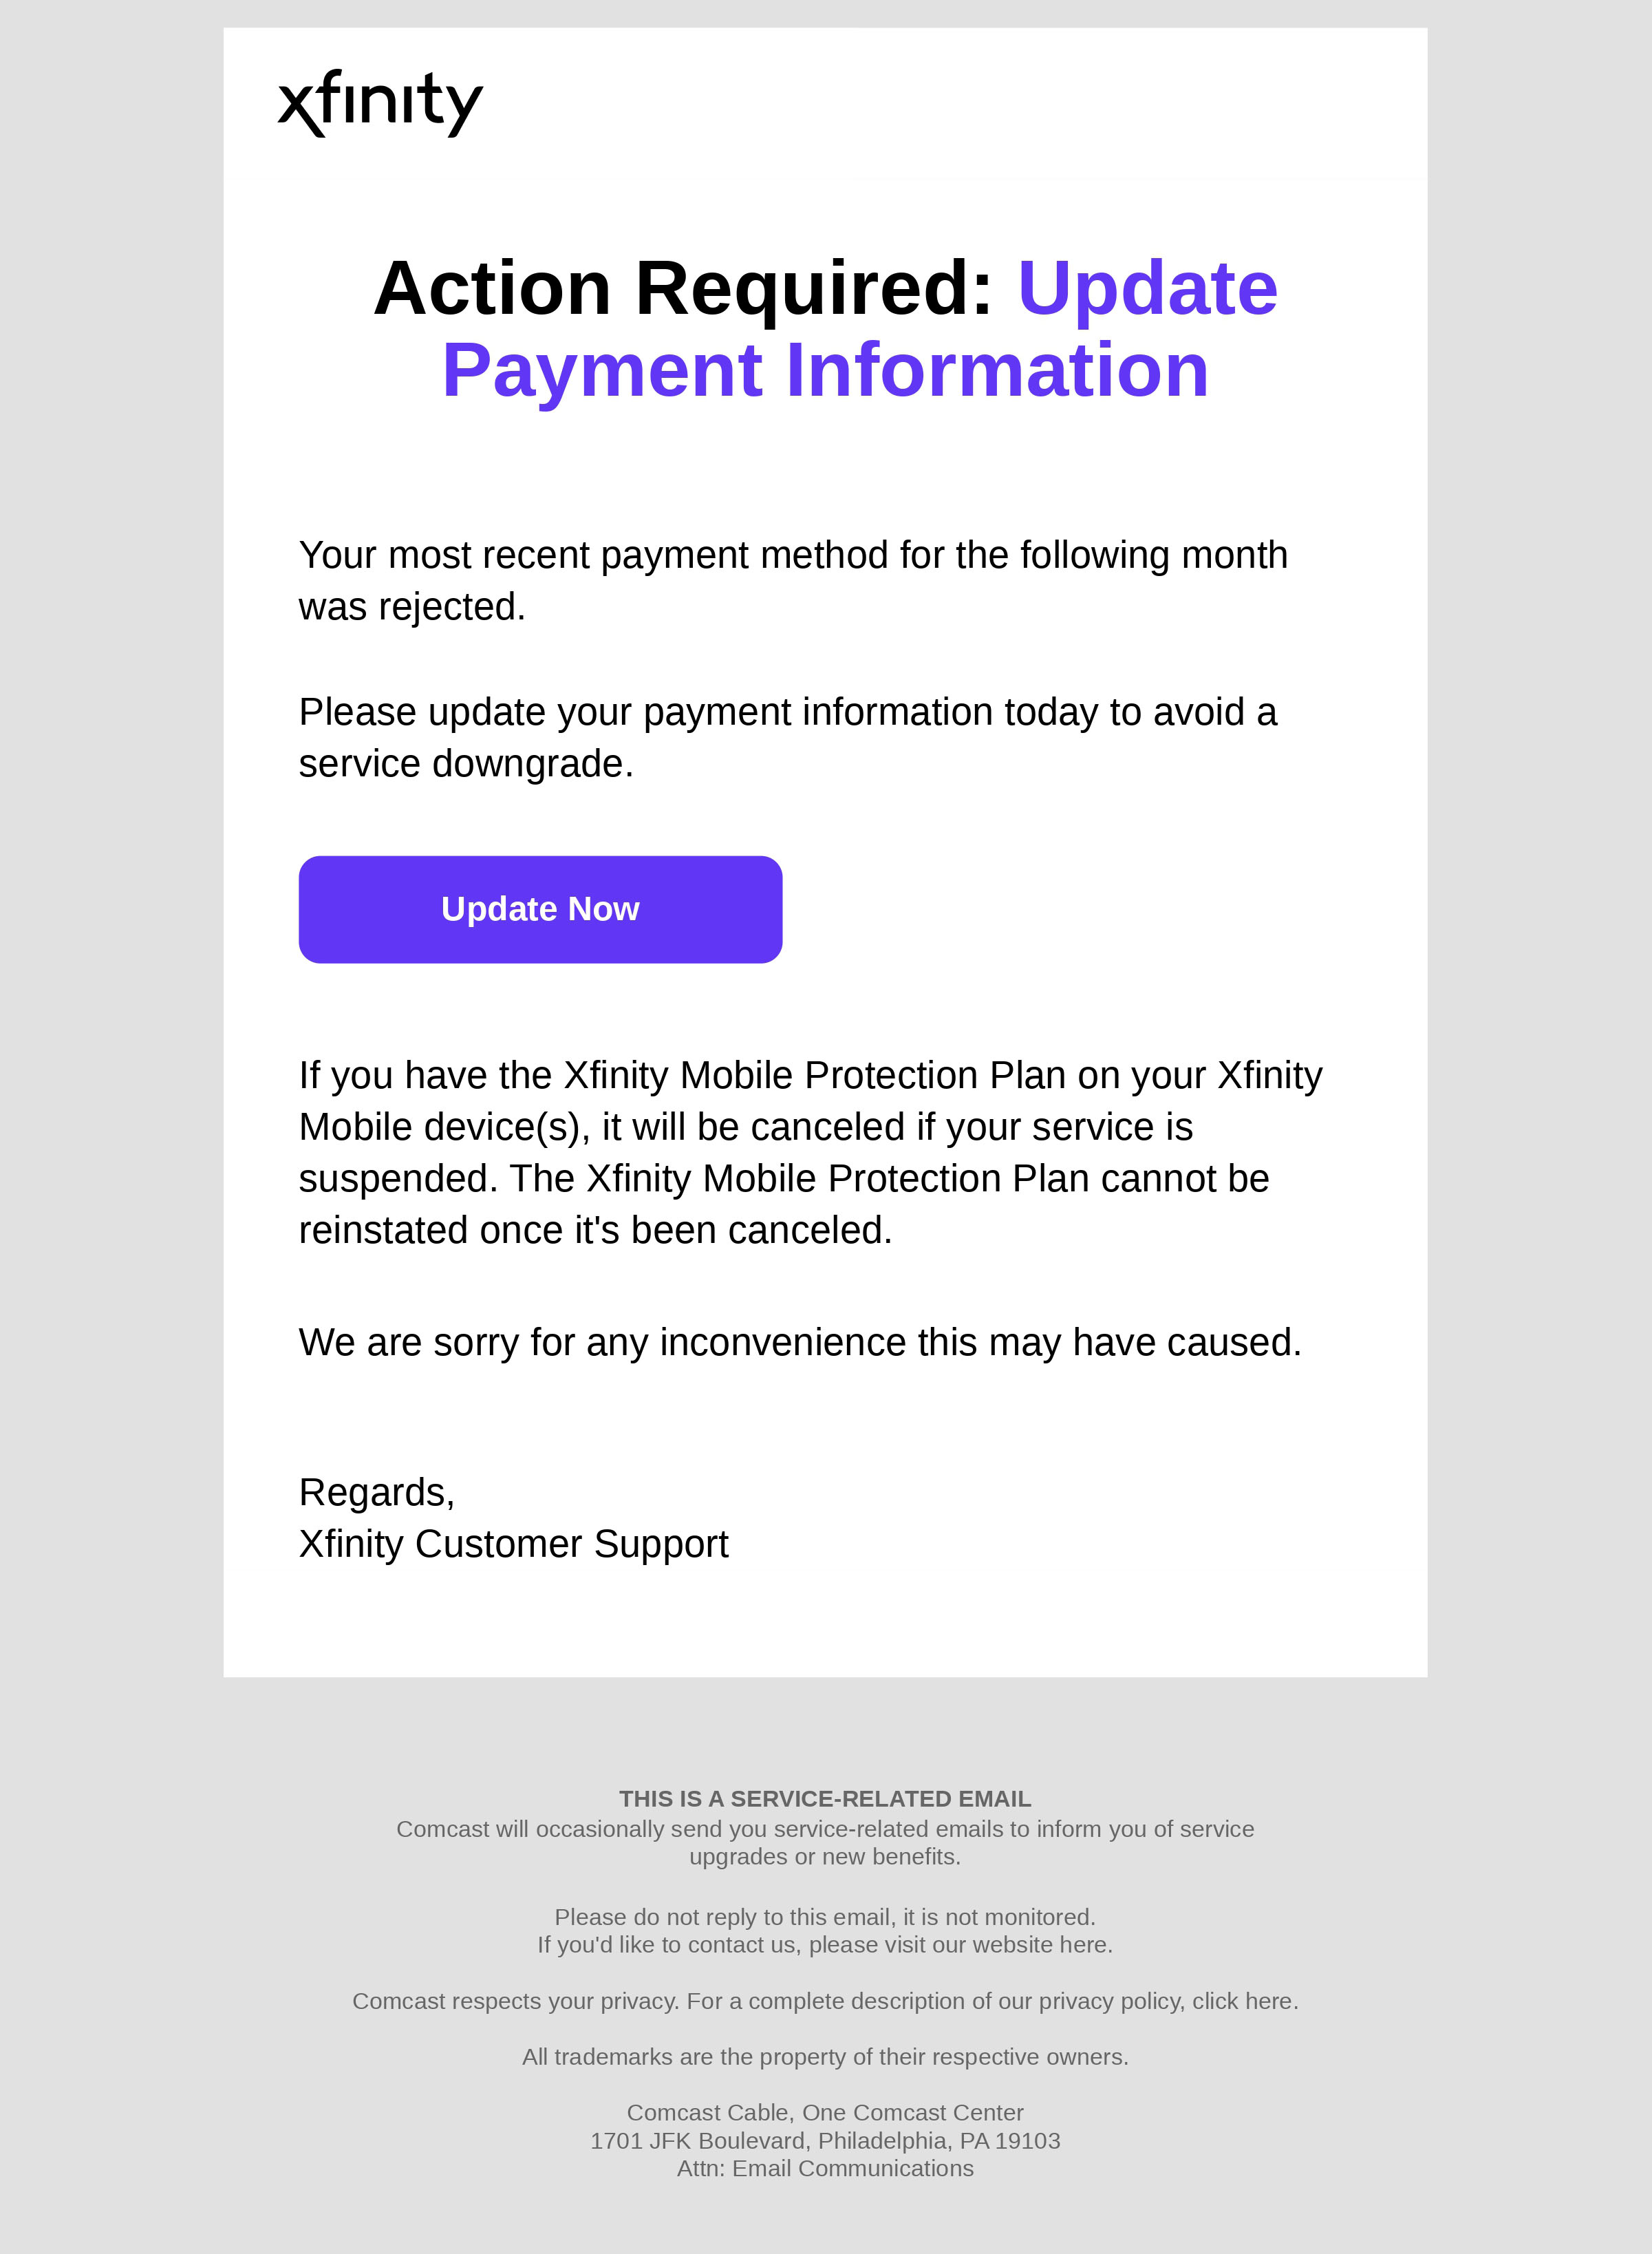 xfinity
Action Required: Update
Payment Information
Your most recent payment method for the following month
was rejected.
Please update your payment information today to avoid a
service downgrade.
Update Now
If you have the Xfinity Mobile Protection Plan on your Xfinity
Mobile device(s), it will be canceled if your service is
suspended. The Xfinity Mobile Protection Plan cannot be
reinstated once it's been canceled.
We are sorry for any inconvenience this may have caused.
Regards,
Xfinity Customer Support
THIS IS A SERVICE-RELATED EMAIL
Comcast will occasionally send you service-related emails to inform you of service
upgrades or new benefits.
Please do not reply to this email, it is not monitored.
If you'd like to contact us, please visit our website here.
Comcast respects your privacy. For a complete description of our privacy policy, click here.
All trademarks are the property of their respective owners.
Comcast Cable, One Comcast Center
1701 JFK Boulevard, Philadelphia, PA 19103
Attn: Email Communications